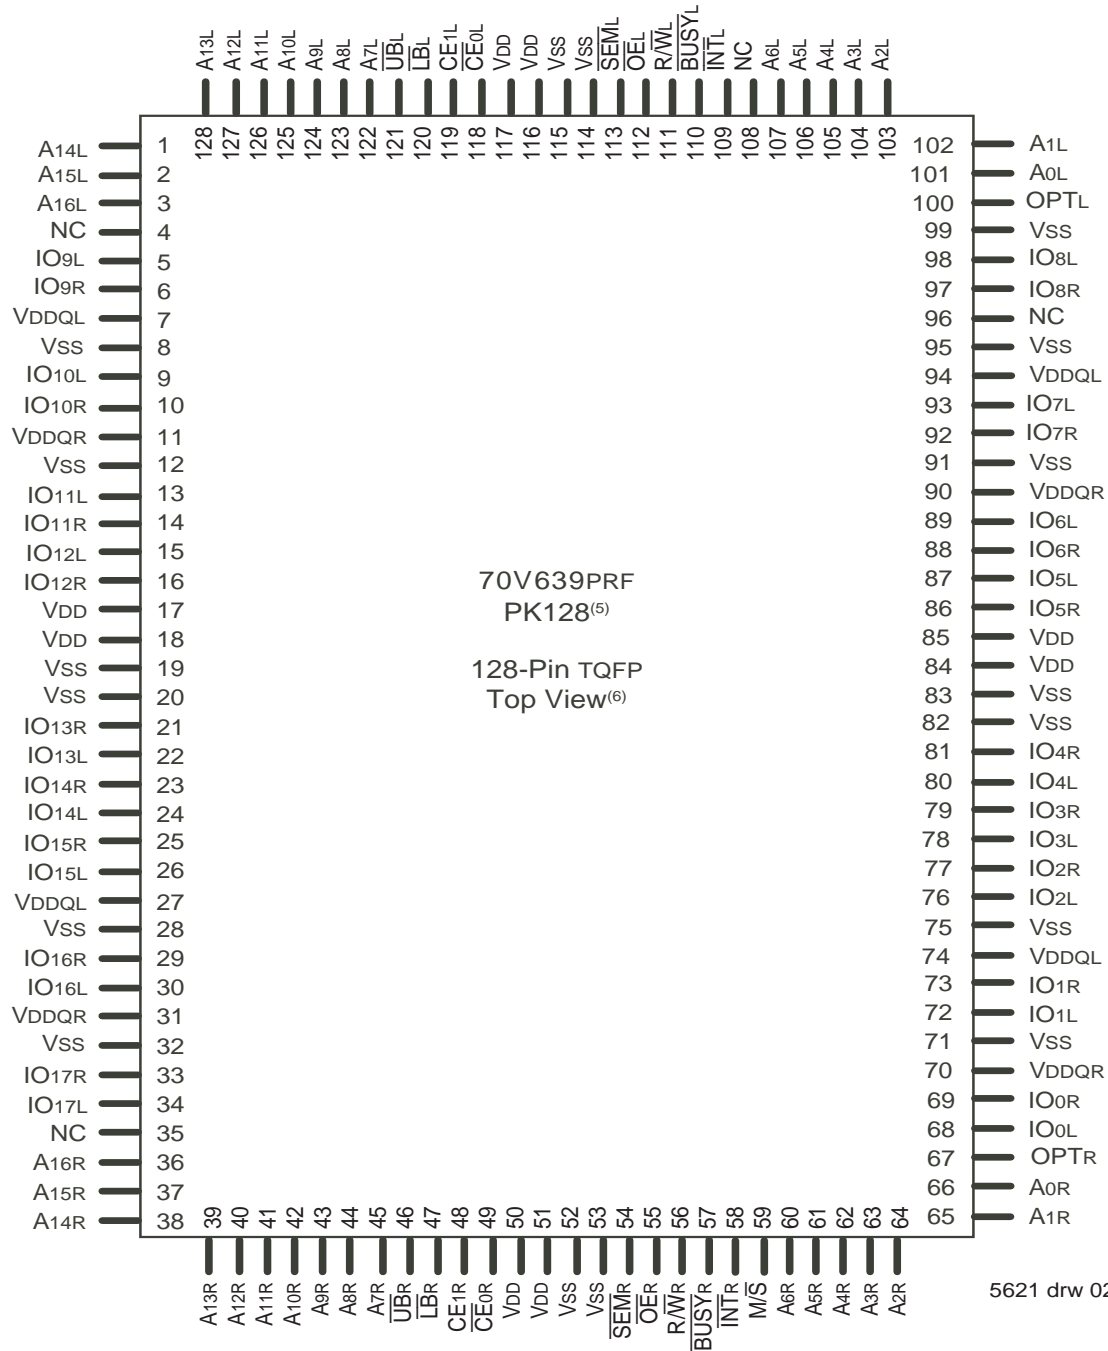 A13L
A12L
A11L
A10L
A9L
A8L
A7L
UBL
LBL
CE1L
CE0L
VDD
VDD
VSS
VSS
SEML
OEL
R/WL
BUSYL
INTL
NC
A6L
A5L
A4L
A3L
A2L
128
127
126
125
124
123
122
121
120
119
118
117
116
115
114
113
112
111
110
109
108
107
106
105
104
103
A14L 1
A15L 2
A16L 3
NC 4
IO9L 5
IO9R 6
VDDQL 7
VSS 8
IO10L 9
IO10R 10
VDDQR 11
VSS 12
IO11L 13
IO11R 14
IO12L 15
IO12R 16
VDD 17
VDD 18
VSS 19
VSS 20
IO13R 21
IO13L 22
IO14R 23
IO14L 24
IO15R 25
IO15L 26
VDDQL 27
VSS 28
IO16R 29
IO16L 30
VDDQR 31
VSS 32
IO17R 33
IO17L 34
NC 35
A16R 36
A15R 37
A14R 38
70V639PRF
PK128(5)
128-Pin TQFP
Top View(6)
102 A1L
101 A0L
100 OPTL
99 VSS
98 IO8L
97 IO8R
96 NC
95 VSS
94 VDDQL
93 IO7L
92 IO7R
91 VSS
90 VDDQR
89 IO6L
88 IO6R
87 IO5L
86 IO5R
85 VDD
84 VDD
83 VSS
82 VSS
81 IO4R
80 IO4L
79 IO3R
78 IO3L
77 IO2R
76 IO2L
75 VSS
74 VDDQL
73 IO1R
72 IO1L
71 VSS
70 VDDQR
69 IO0R
68 IO0L
67 OPTR
66 A0R
65 A1R
39
40
41
42
43
44
45
46
47
48
49
50
51
52
53
54
55
56
57
58
59
60
61
62
63
64
A13R
A12R
A11R
A10R
A9R
A8R
A7R
UBR
LBR
CE1R
CE0R
VDD
VDD
VSS
VSS
SEMR
OER
R/WR
BUSYR
INTR
M/S
A6R
A5R
A4R
A3R
A2R
5621 drw 02